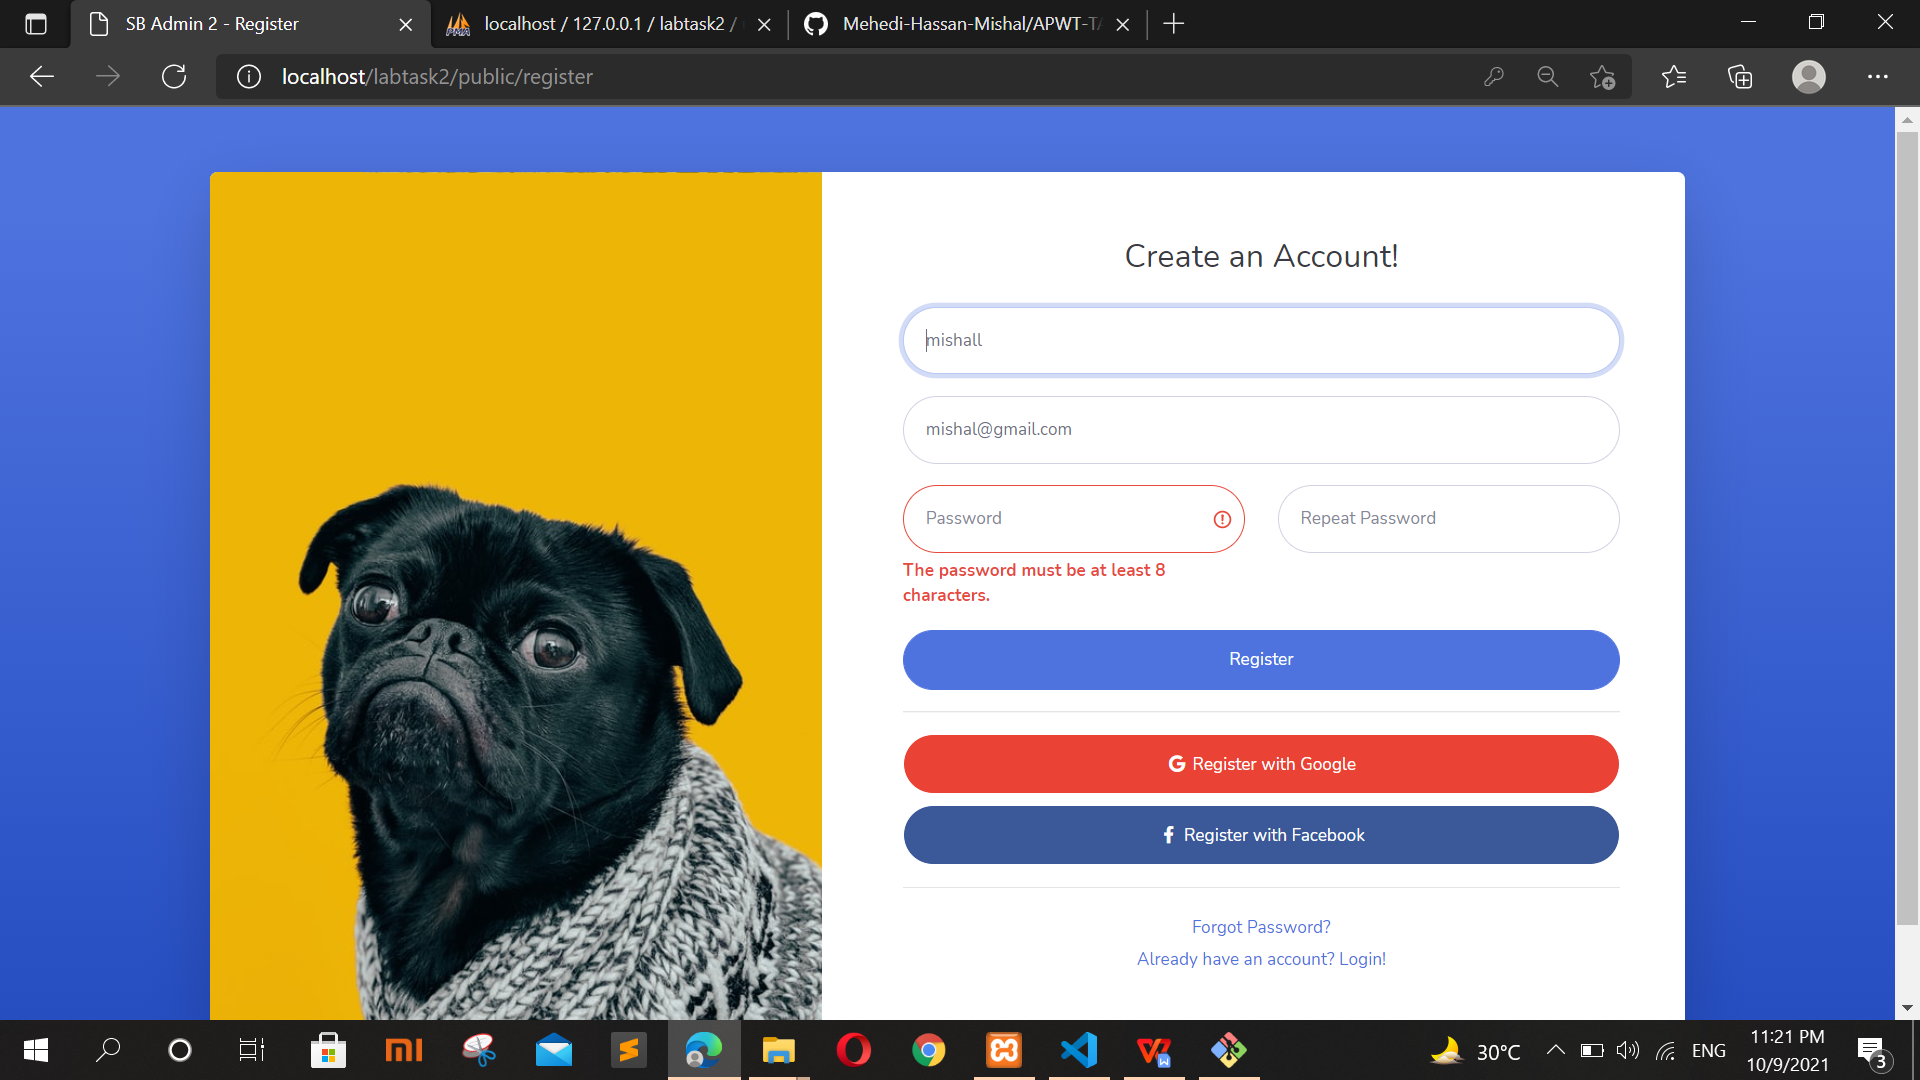 SB Admin 2 - Register
localhost / 127.0.0.1 / labtask2 /
Mehedi-Hassan-Mishal/APWT-TA
localhost/labtask2/public/register
Create an Account!
mishall
mishal@gmail.com
Password
Repeat Password
The password must be at least 8
characters.
Register
G Register with Google
f Register with Facebook
Forgot Password?
Already have an account? Login!
30°C
ENG
11:21 PM
10/9/2021
3